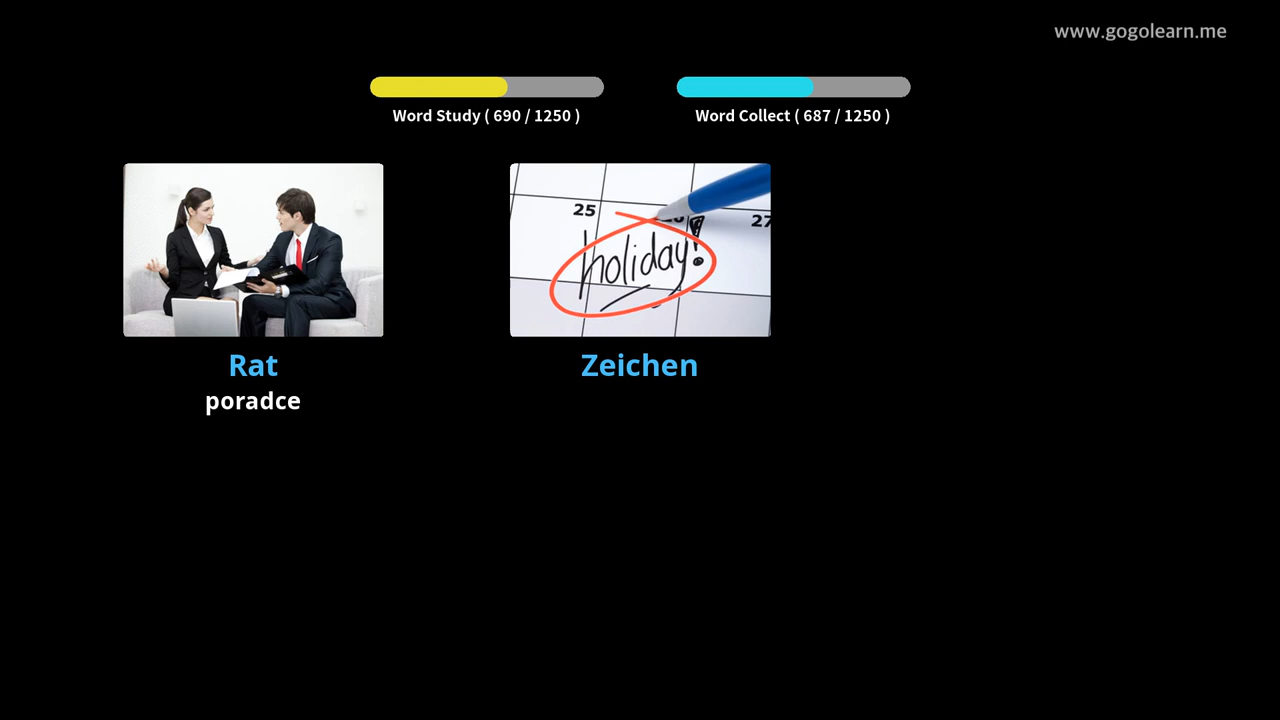 www.gogolearn.me
Word Study ( 690 / 1250 )
Word Collect ( 687 / 1250 )
25
27
holiday!
Rat
Zeichen
poradce